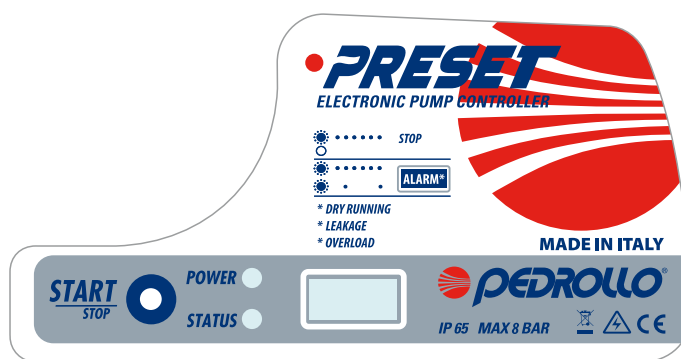 PRESET
ELECTRONIC PUMP CONTROLLER
STOP
ALARM*
* DRY RUNNING
* LEAKAGE
* OVERLOAD
MADE IN ITALY
START
STOP
POWER
STATUS
PEDROLLO®
IP 65 MAX 8 BAR
CE